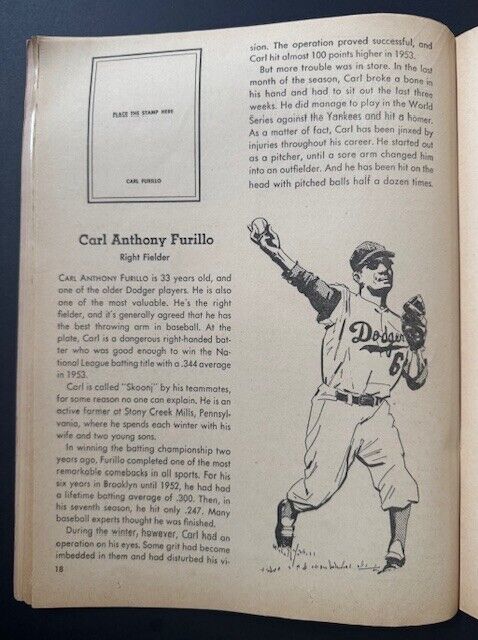 PLACE THE STAMP HERE
CARL FURILLO
Carl Anthony Furillo
Right Fielder
CARL ANTHONY FURILLO is 33 years old, and
one of the older Dodger players. He is also
one of the most valuable. He's the right
fielder, and it's generally agreed that he has
the best throwing arm in baseball. At the
plate, Carl is a dangerous right-handed bat-
ter who was good enough to win the Na-
tional League batting title with a .344 average
in 1953.
Carl is called "Skoonj" by his teammates,
for some reason no one can explain. He is an
active farmer at Stony Creek Mills, Pennsyl-
vania, where he spends each winter with his
wife and two young sons.
In winning the batting championship two
years ago, Furillo completed one of the most
remarkable comebacks in all sports. For his
six years in Brooklyn until 1952, he had had
a lifetime batting average of .300. Then, in
his seventh season, he hit only .247. Many
baseball experts thought he was finished.
During the winter, however, Carl had an
operation on his eyes. Some grit had become
imbedded in them and had disturbed his vi-
18
sion. The operation proved successful, and
Carl hit almost 100 points higher in 1953.
But more trouble was in store. In the last
month of the season, Carl broke a bone in
his hand and had to sit out the last three
weeks. He did manage to play in the World
Series against the Yankees and hit a homer.
As a matter of fact, Carl has been jinxed by
injuries throughout his career. He started out
as a pitcher, until a sore arm changed him
into an outfielder. And he has been hit on the
head with pitched balls half a dozen times.
Dodgers
6